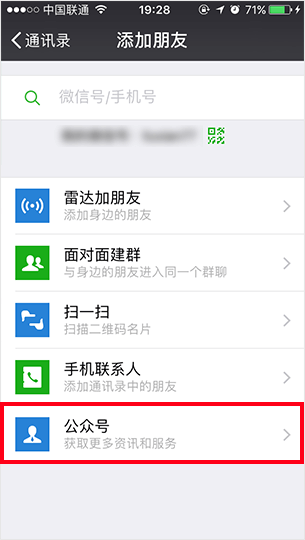 中国联通 19:28 71%
通讯录 添加朋友
微信号/手机号
雷达加朋友
添加身边的朋友
面对面建群
与身边的朋友进入同一个群聊
扫一扫
扫描二维码名片
手机联系人
添加通讯录中的朋友
公众号
获取更多资讯和服务